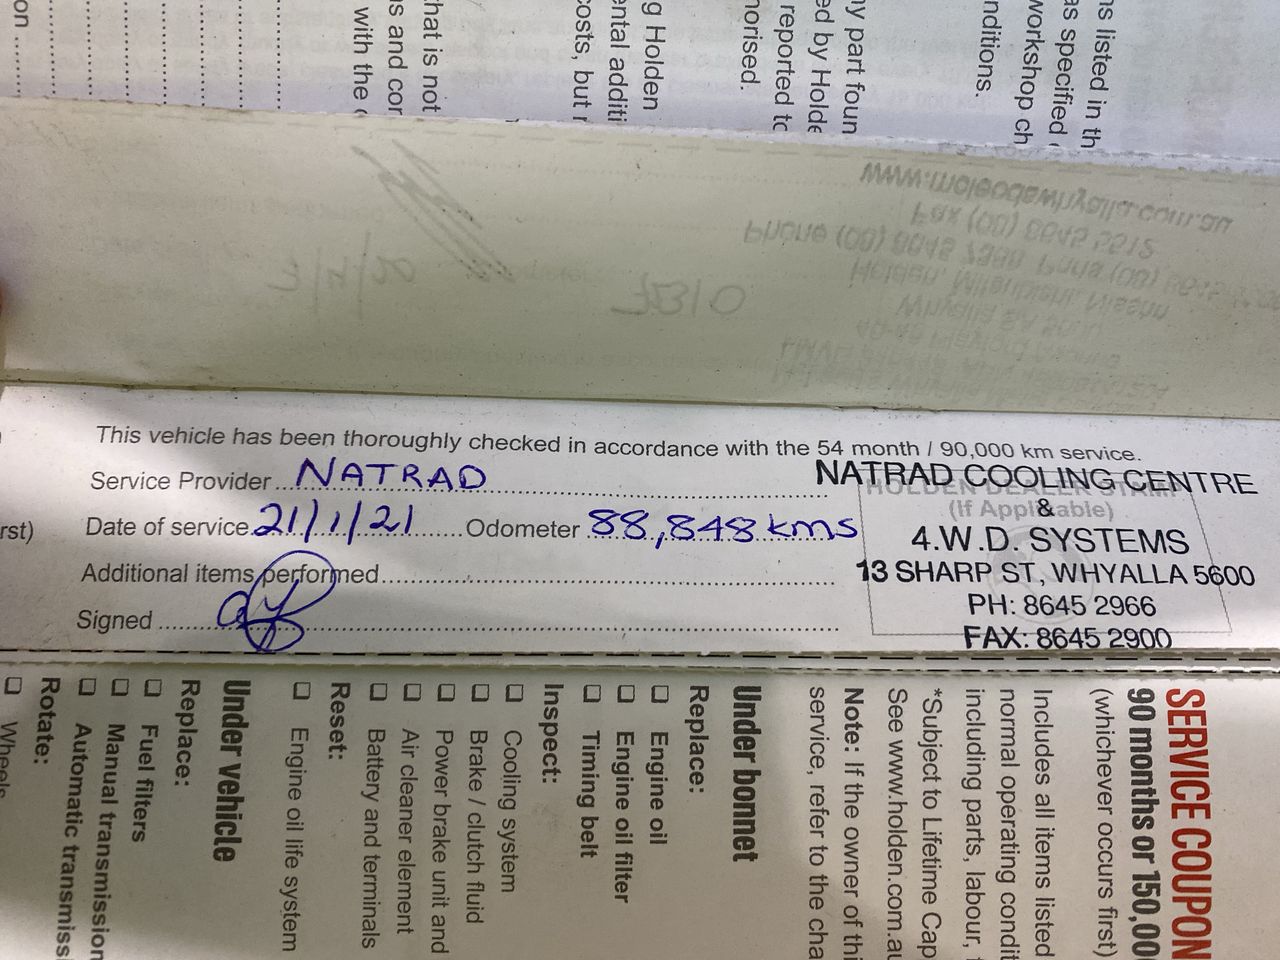 on
with the
s and cor
hat is not
costs, but
ental additi
g Holden
norised.
reported to
ed by Holde
ny part foun
nditions.
workshop ch
as specified
ns listed in th
This vehicle has been thoroughly checked in accordance with the 54 month / 90,000 km service.
Service Provider NATRAD
Date of service 21/1/21 Odometer 88,848 kms
Additional items performed
Signed
HOLDEN DEALER STAMP
(If Applicable)
NATRAD COOLING CENTRE
&
4.W.D. SYSTEMS
13 SHARP ST, WHYALLA 5600
PH: 8645 2966
FAX: 8645 2900
rst)
SERVICE COUPON
90 months or 150,00
(whichever occurs first)
Includes all items listed
normal operating condit
including parts, labour,
*Subject to Lifetime Cap
See www.holden.com.au
Note: If the owner of thi
service, refer to the cha
Under bonnet
Replace:
Engine oil
Engine oil filter
Timing belt
Inspect:
Cooling system
Brake / clutch fluid
Power brake unit and
Air cleaner element
Battery and terminals
Reset:
Engine oil life system
Under vehicle
Replace:
Fuel filters
Manual transmission
Automatic transmiss
Rotate:
Wheels